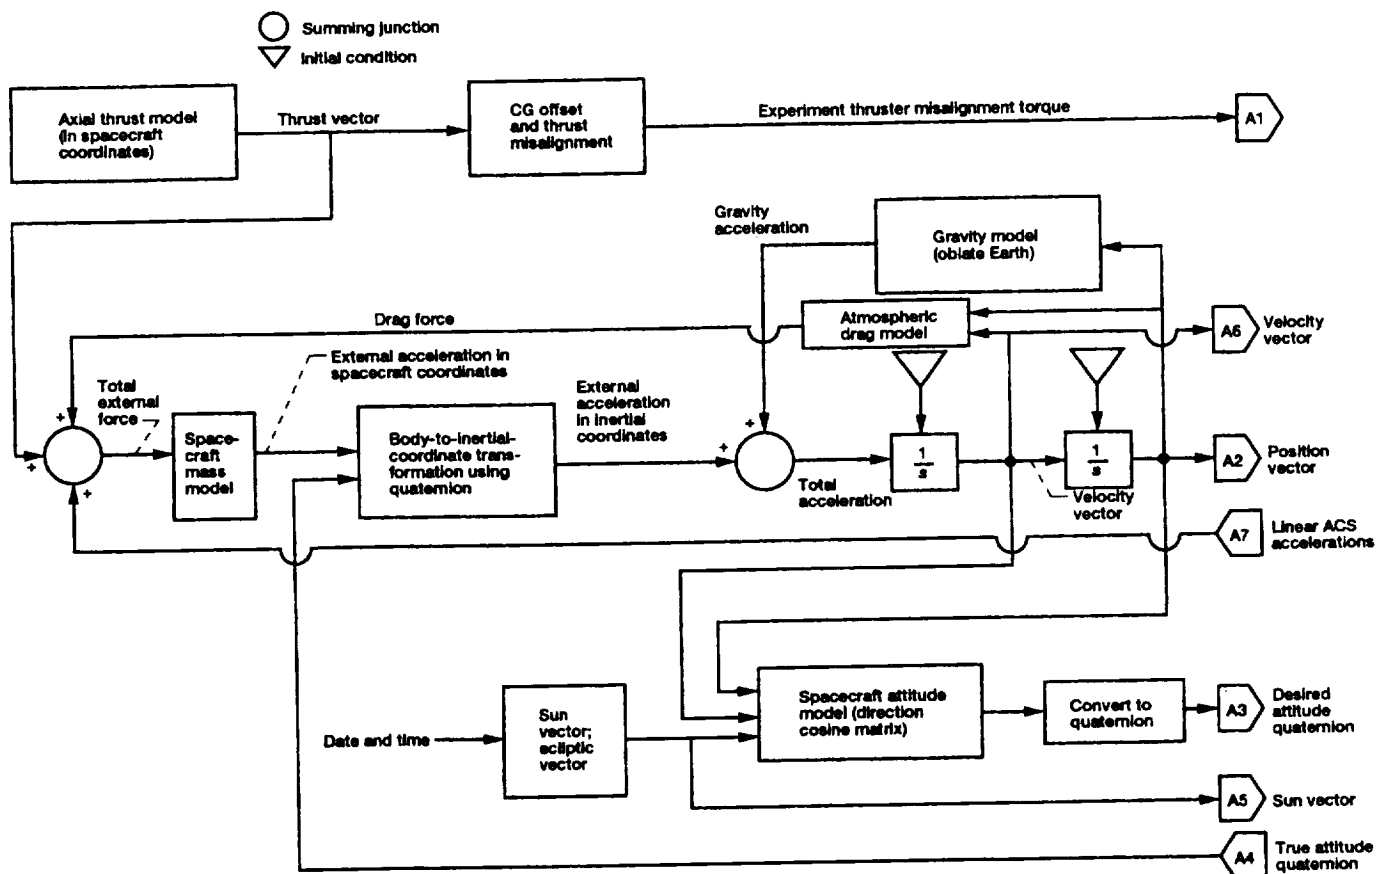 Summing junction
Initial condition
Axial thrust model
(in spacecraft
coordinates)
Thrust vector
CG offset
and thrust
misalignment
Experiment thruster misalignment torque
A1
Gravity
acceleration
Gravity model
(oblate Earth)
Drag force
Atmospheric
drag model
A6
Velocity
vector
External acceleration in
spacecraft coordinates
Total
external
force
+
+
+
Space-
craft
mass
model
Body-to-inertial-
coordinate trans-
formation using
quaternion
External
acceleration
in inertial
coordinates
+
+
Total
acceleration
1
s
Velocity
vector
1
s
A2
Position
vector
A7
Linear ACS
accelerations
Date and time
Sun
vector;
ecliptic
vector
Spacecraft attitude
model (direction
cosine matrix)
Convert to
quaternion
A3
Desired
attitude
quaternion
A5
Sun vector
A4
True attitude
quaternion